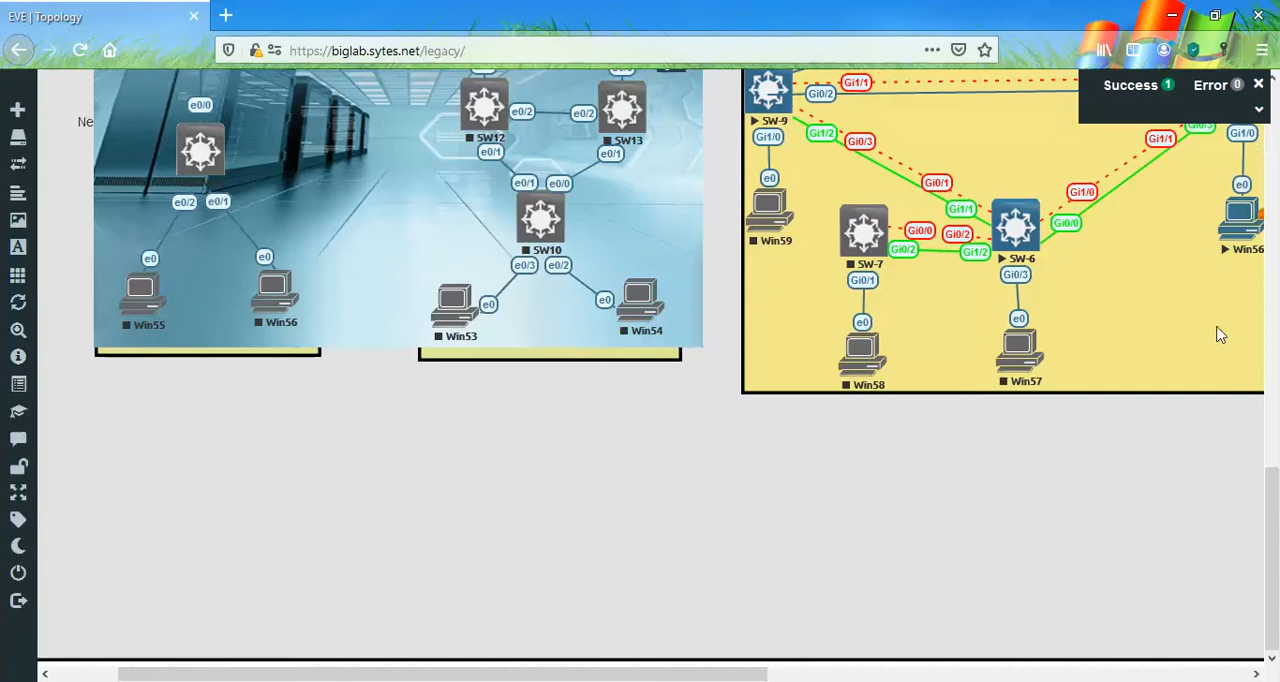 EVE | Topology
https://biglab.sytes.net/legacy/
Success 1 Error 0
Ne
e0/0
e0/2 e0/1
e0 e0
Win55 Win56
SW12 e0/2 e0/2 SW13
e0/1 e0/1
e0/1 e0/0
SW10
e0/3 e0/2
e0 e0
Win53 Win54
Gi1/1
Gi0/2
SW-9
Gi1/0 Gi1/2 Gi0/3
Gi1/1 Gi0/3 Gi1/0
e0 Gi0/1 Gi1/0 e0
Gi1/1 Gi0/0
Win59 Gi0/0 Gi0/2 Win56
Gi0/2 Gi1/2
SW-7 SW-6
Gi0/1 Gi0/3
e0 e0
Win58 Win57